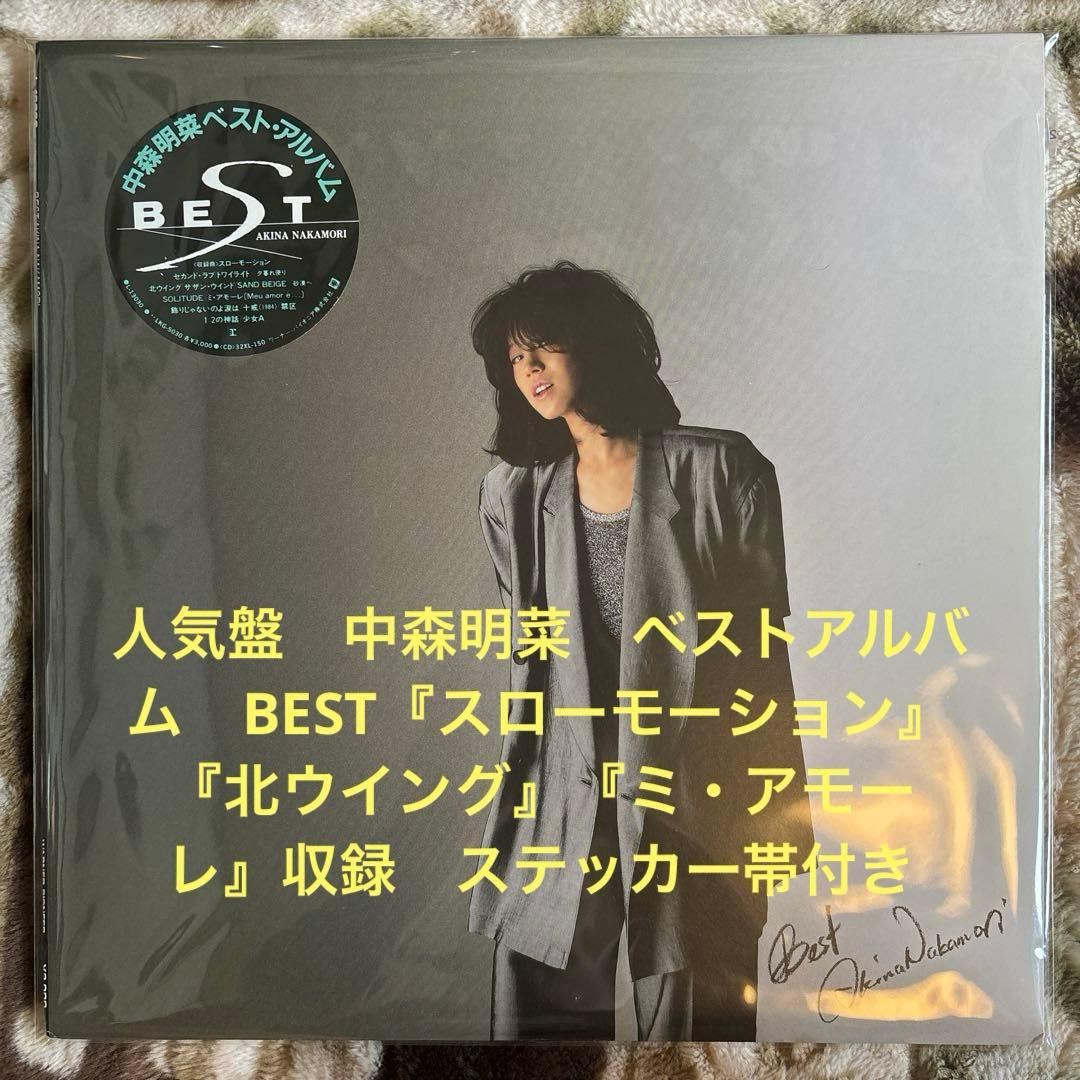 中森明菜ベスト・アルバム
BEST
AKINA NAKAMORI
〈収録曲〉スローモーション
セカンド・ラブ トワイライト 夕暮れ便り
北ウイング サザン・ウインド SAND BEIGE 砂漠へ
SOLITUDE ミ・アモーレ[Meu amor e...]
飾りじゃないのよ涙は 十戒(1984) 禁区
1/2の神話 少女A
人気盤 中森明菜 ベストアルバ
ム BEST『スローモーション』
『北ウイング』『ミ・アモー
レ』収録 ステッカー帯付き
Best
Akina Nakamori